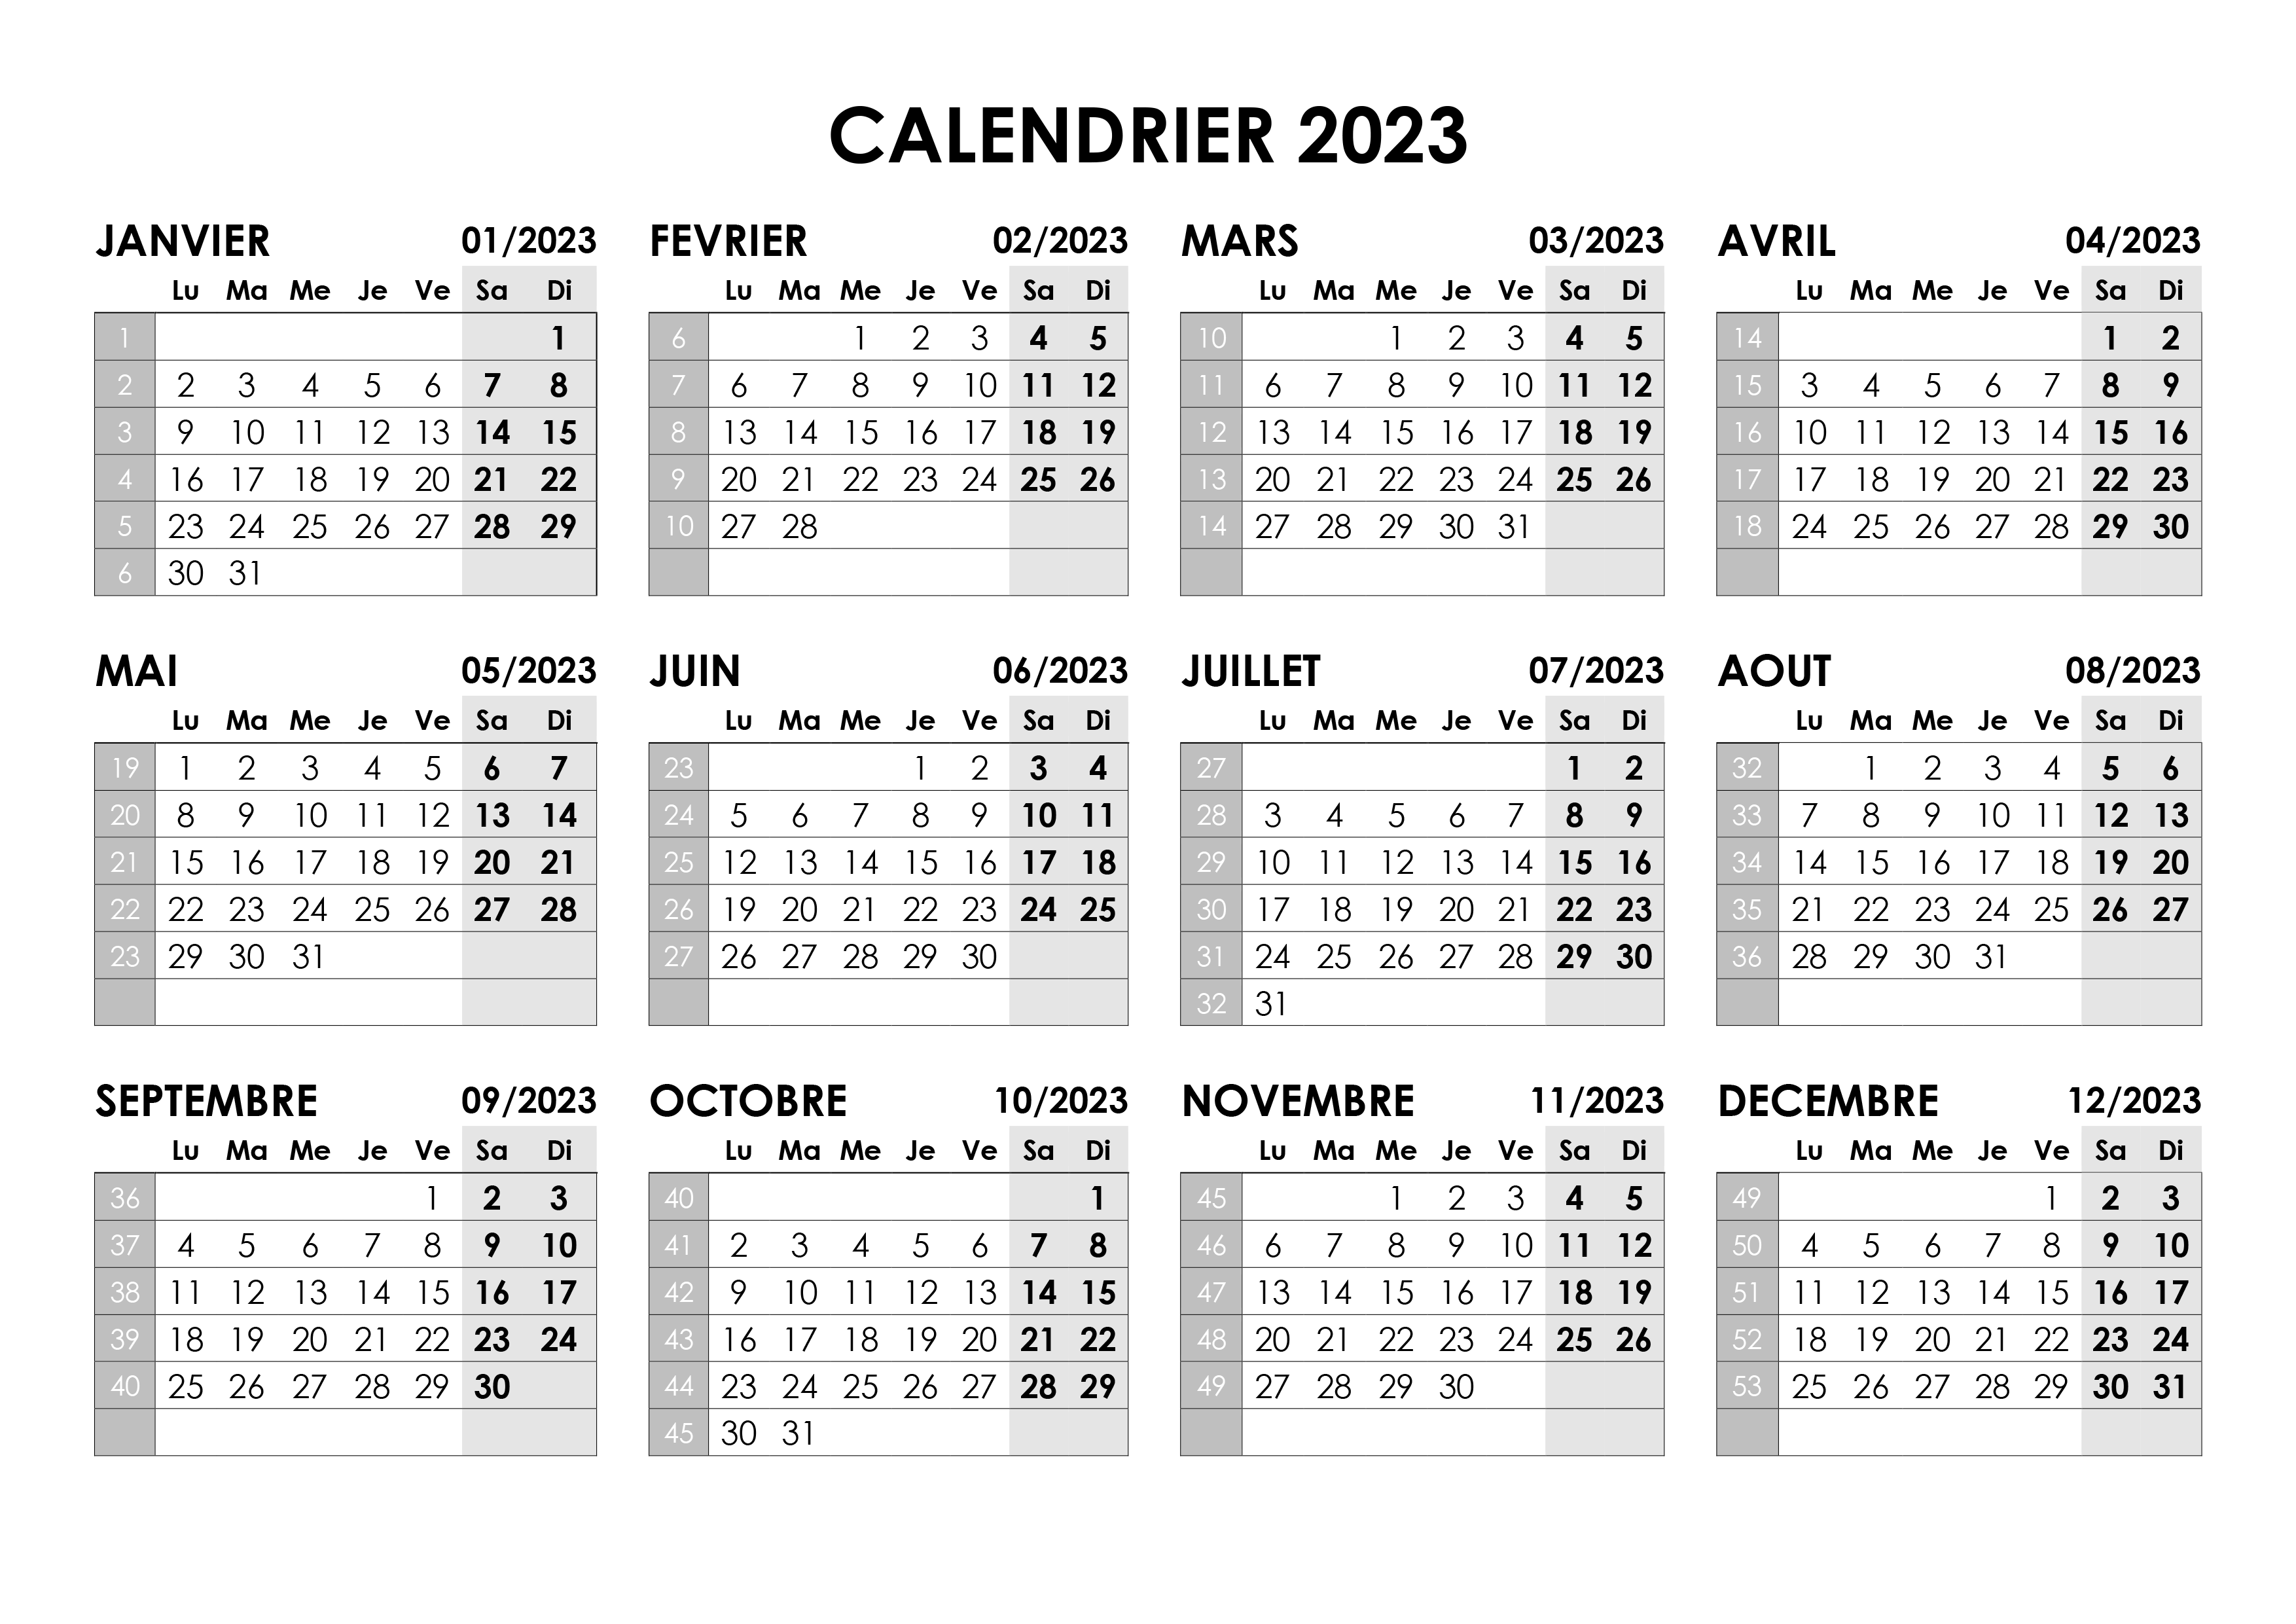 CALENDRIER 2023
JANVIER 01/2023
Lu Ma Me Je Ve Sa Di
1 1
2 2 3 4 5 6 7 8
3 9 10 11 12 13 14 15
4 16 17 18 19 20 21 22
5 23 24 25 26 27 28 29
6 30 31
FEVRIER 02/2023
Lu Ma Me Je Ve Sa Di
6 1 2 3 4 5
7 6 7 8 9 10 11 12
8 13 14 15 16 17 18 19
9 20 21 22 23 24 25 26
10 27 28
MARS 03/2023
Lu Ma Me Je Ve Sa Di
10 1 2 3 4 5
11 6 7 8 9 10 11 12
12 13 14 15 16 17 18 19
13 20 21 22 23 24 25 26
14 27 28 29 30 31
AVRIL 04/2023
Lu Ma Me Je Ve Sa Di
14 1 2
15 3 4 5 6 7 8 9
16 10 11 12 13 14 15 16
17 17 18 19 20 21 22 23
18 24 25 26 27 28 29 30
MAI 05/2023
Lu Ma Me Je Ve Sa Di
19 1 2 3 4 5 6 7
20 8 9 10 11 12 13 14
21 15 16 17 18 19 20 21
22 22 23 24 25 26 27 28
23 29 30 31
JUIN 06/2023
Lu Ma Me Je Ve Sa Di
23 1 2 3 4
24 5 6 7 8 9 10 11
25 12 13 14 15 16 17 18
26 19 20 21 22 23 24 25
27 26 27 28 29 30
JUILLET 07/2023
Lu Ma Me Je Ve Sa Di
27 1 2
28 3 4 5 6 7 8 9
29 10 11 12 13 14 15 16
30 17 18 19 20 21 22 23
31 24 25 26 27 28 29 30
32 31
AOUT 08/2023
Lu Ma Me Je Ve Sa Di
32 1 2 3 4 5 6
33 7 8 9 10 11 12 13
34 14 15 16 17 18 19 20
35 21 22 23 24 25 26 27
36 28 29 30 31
SEPTEMBRE 09/2023
Lu Ma Me Je Ve Sa Di
36 1 2 3
37 4 5 6 7 8 9 10
38 11 12 13 14 15 16 17
39 18 19 20 21 22 23 24
40 25 26 27 28 29 30
OCTOBRE 10/2023
Lu Ma Me Je Ve Sa Di
40 1
41 2 3 4 5 6 7 8
42 9 10 11 12 13 14 15
43 16 17 18 19 20 21 22
44 23 24 25 26 27 28 29
45 30 31
NOVEMBRE 11/2023
Lu Ma Me Je Ve Sa Di
45 1 2 3 4 5
46 6 7 8 9 10 11 12
47 13 14 15 16 17 18 19
48 20 21 22 23 24 25 26
49 27 28 29 30
DECEMBRE 12/2023
Lu Ma Me Je Ve Sa Di
49 1 2 3
50 4 5 6 7 8 9 10
51 11 12 13 14 15 16 17
52 18 19 20 21 22 23 24
53 25 26 27 28 29 30 31